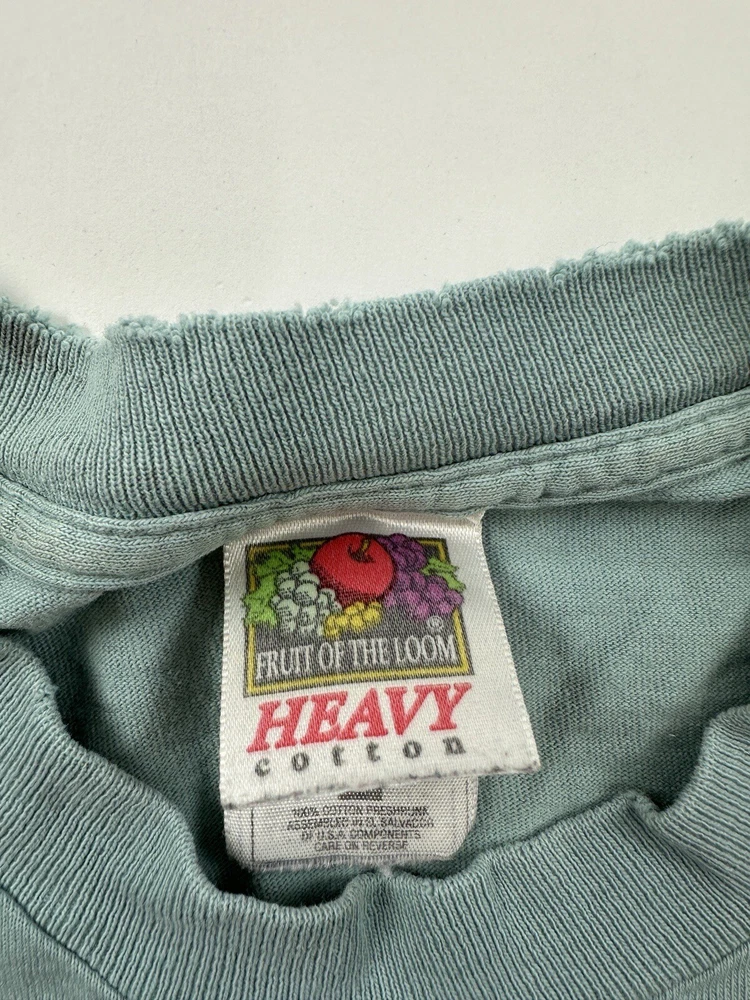 ®
FRUIT OF THE LOOM
HEAVY
cotton
100% COTTON PRESHRUNK
ASSEMBLED IN EL SALVADOR
OF U.S.A. COMPONENTS
CARE ON REVERSE